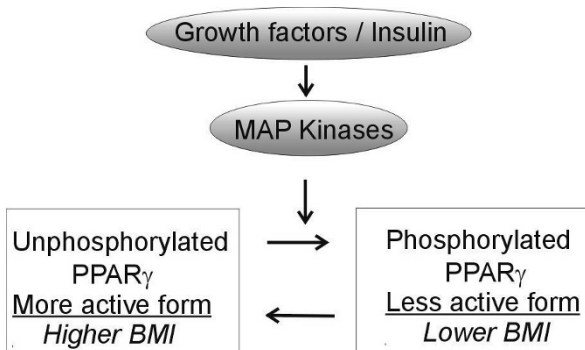 Growth factors / Insulin
MAP Kinases
Unphosphorylated
PPARγ
More active form
Higher BMI
Phosphorylated
PPARγ
Less active form
Lower BMI